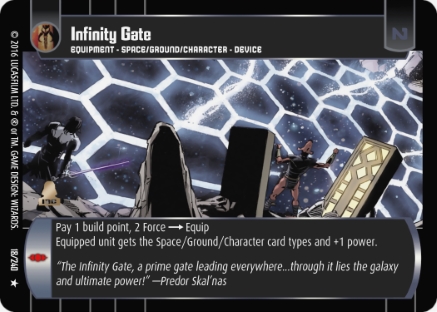 Infinity Gate
N
EQUIPMENT - SPACE/GROUND/CHARACTER - DEVICE
© 2016 LUCASFILM LTD. & ® or TM. GAME DESIGN: WIZARDS.
18/240 ★
Pay 1 build point, 2 Force → Equip
Equipped unit gets the Space/Ground/Character card types and +1 power.
“The Infinity Gate, a prime gate leading everywhere...through it lies the galaxy
and ultimate power!” —Predor Skal’nas